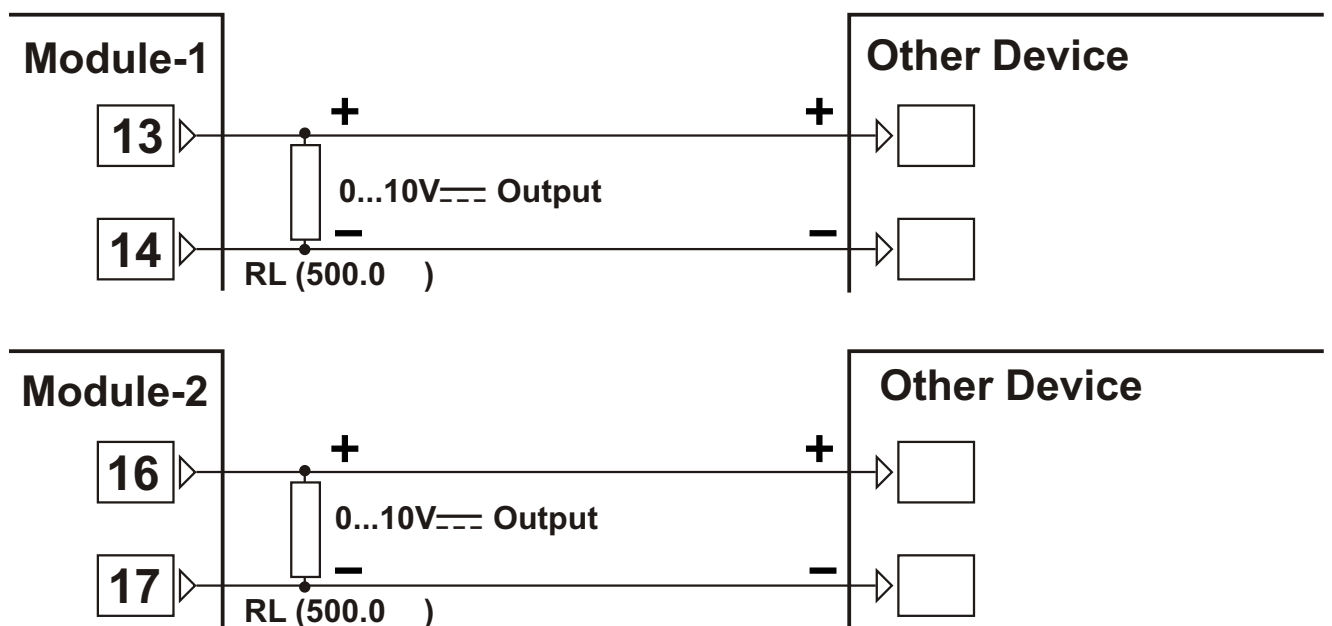 Module-1
Other Device
13
+
+
0...10V⎓ Output
14
−
−
RL (500.0    )
Module-2
Other Device
16
+
+
0...10V⎓ Output
17
−
−
RL (500.0    )